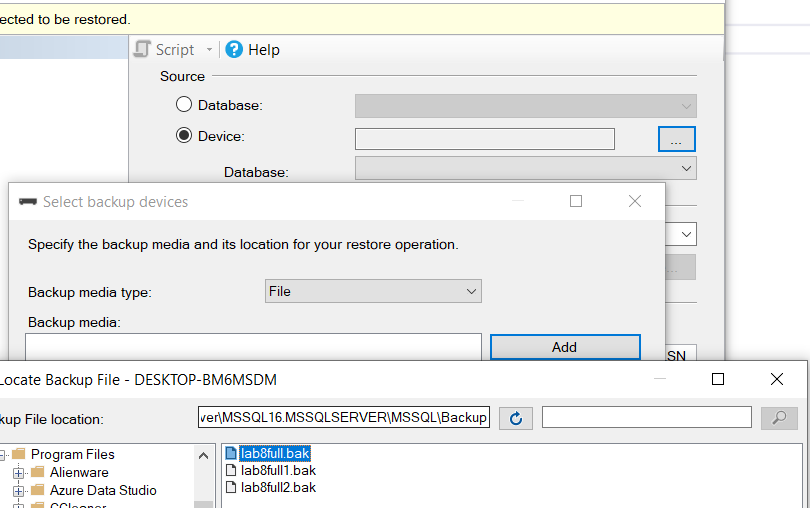 ected to be restored.
Script
Help
Source
Database:
Device:
...
Database:
Select backup devices
Specify the backup media and its location for your restore operation.
Backup media type:
File
Backup media:
Add
SN
Locate Backup File - DESKTOP-BM6MSDM
kup File location:
ver\MSSQL16.MSSQLSERVER\MSSQL\Backup
Program Files
Alienware
Azure Data Studio
CCleaner
lab8full.bak
lab8full1.bak
lab8full2.bak